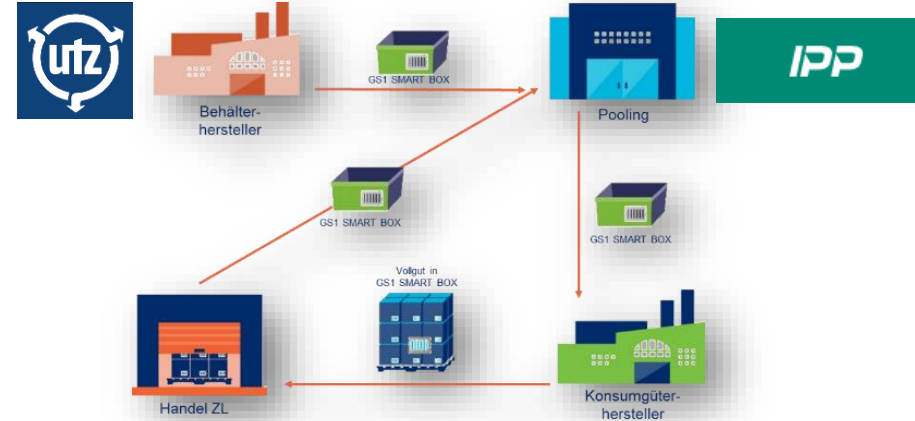 utz
GS1 SMART BOX
IPP
Behälter-
hersteller
Pooling
GS1 SMART BOX
GS1 SMART BOX
Vollgut in
GS1 SMART BOX
Handel ZL
Konsumgüter-
hersteller